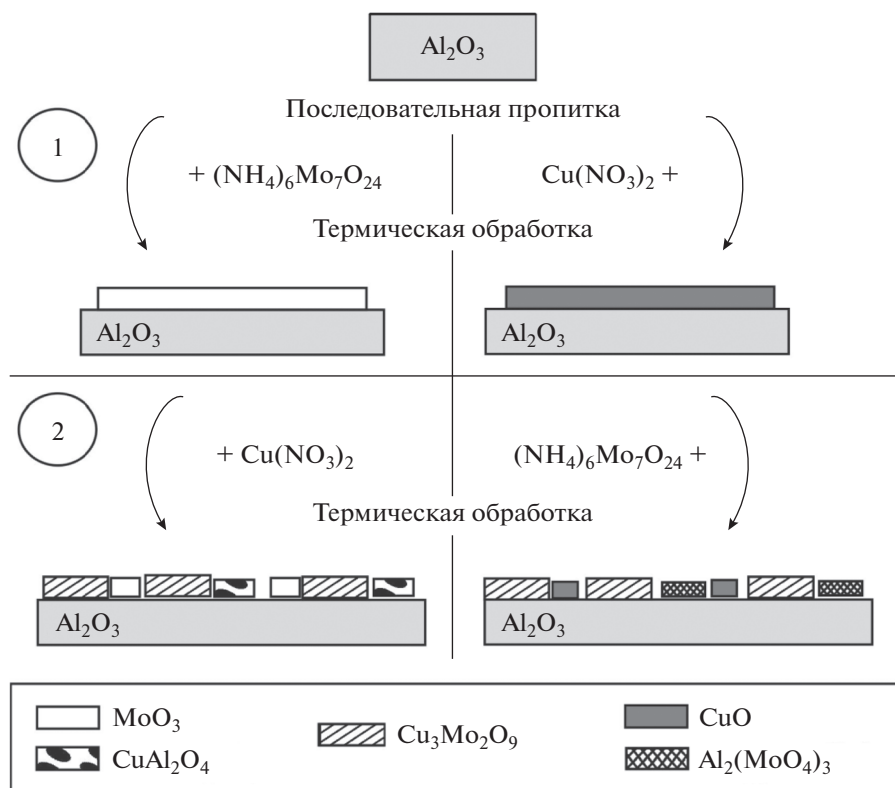 Al₂O₃
Последовательная пропитка
1
+ (NH₄)₆Mo₇O₂₄
Cu(NO₃)₂ +
Термическая обработка
Al₂O₃
Al₂O₃
2
+ Cu(NO₃)₂
(NH₄)₆Mo₇O₂₄ +
Термическая обработка
Al₂O₃
Al₂O₃
MoO₃
Cu₃Mo₂O₉
CuO
CuAl₂O₄
Al₂(MoO₄)₃